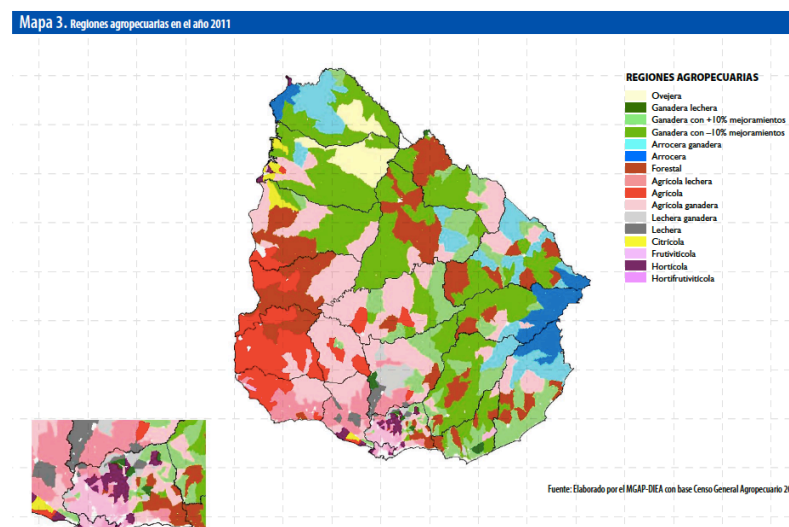 Mapa 3. Regiones agropecuarias en el año 2011
REGIONES AGROPECUARIAS
Ovejera
Ganadera lechera
Ganadera con +10% mejoramientos
Ganadera con –10% mejoramientos
Arrocera ganadera
Arrocera
Forestal
Agrícola lechera
Agrícola
Agrícola ganadera
Lechera ganadera
Lechera
Citrícola
Frutivitícola
Hortícola
Hortifrutivitícola
Fuente: Elaborado por el MGAP-DIEA con base Censo General Agropecuario 20